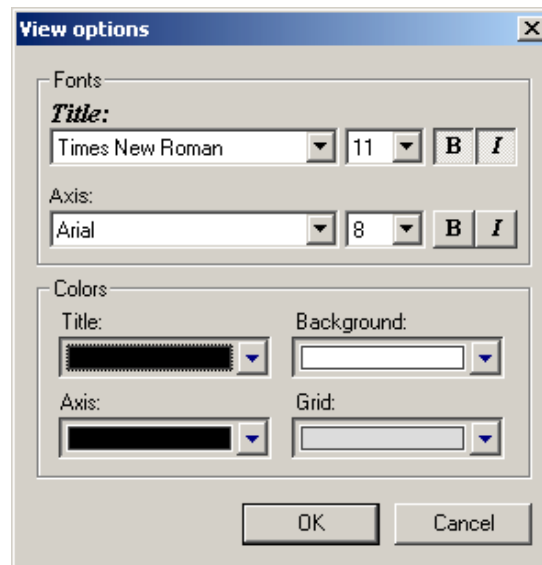 View options
Fonts
Title:
Times New Roman 11 B I
Axis:
Arial 8 B I
Colors
Title: Background:
Axis: Grid:
OK Cancel